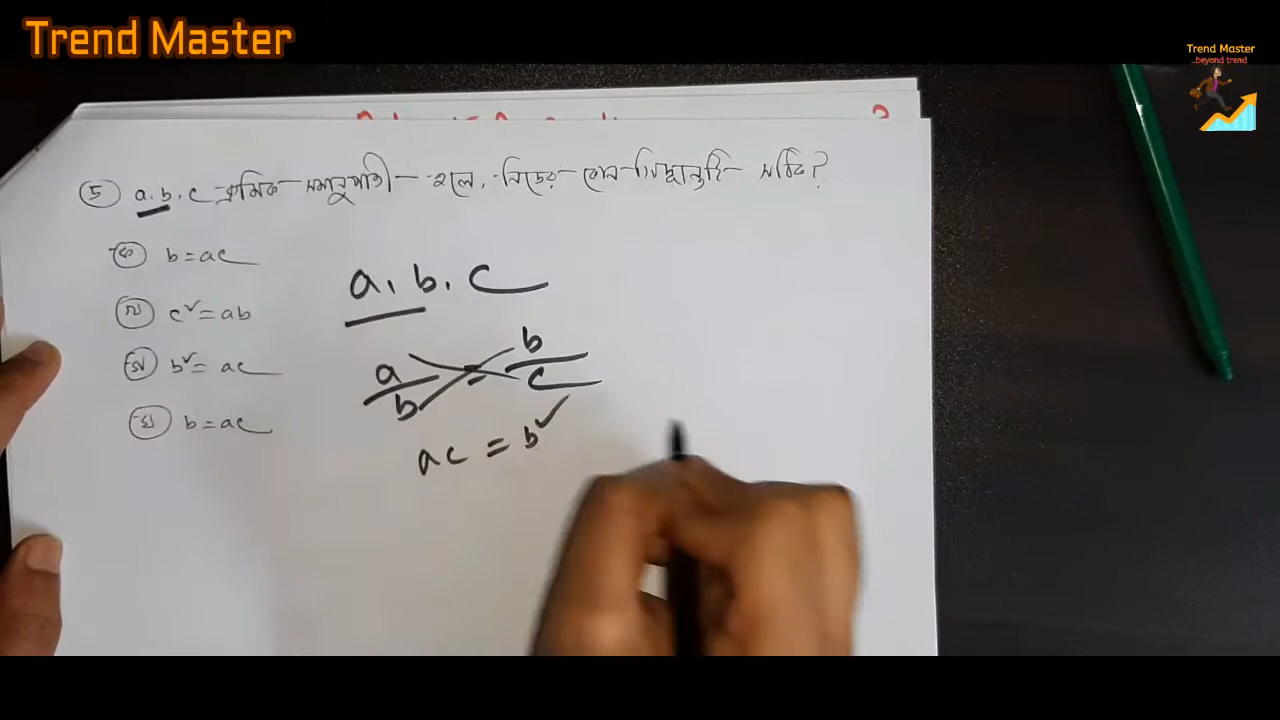 Trend Master
Trend Master
..beyond trend
৫ a, b, c ক্রমিক সমানুপাতী হলে, নিচের কোন সিদ্ধান্তটি সঠিক?
ক b = ac
খ c² = ab
গ b² = ac
ঘ b = ac
a, b, c
a/b = b/c
ac = b²